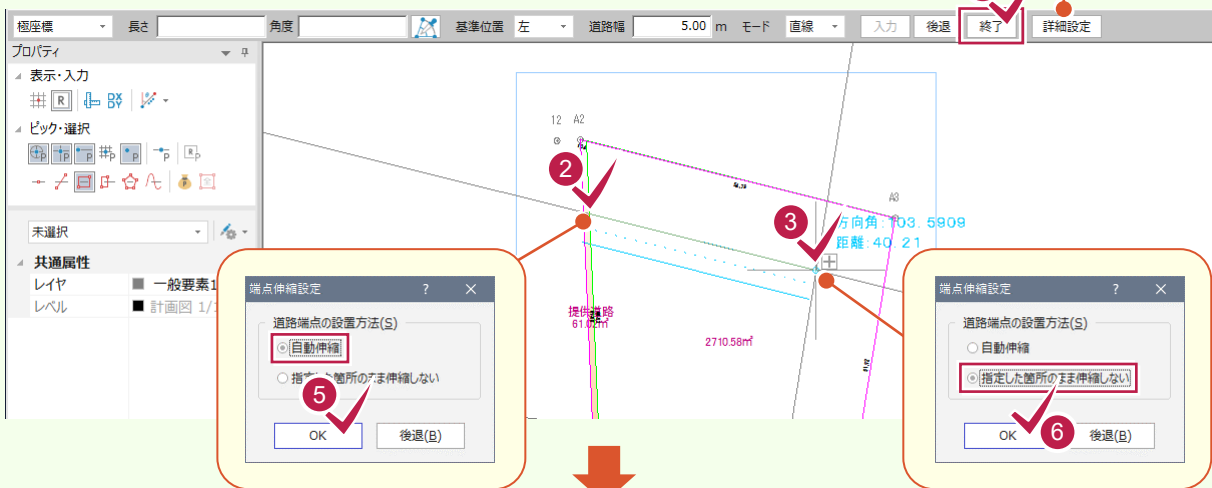 極座標 長さ 角度 基準位置 左 道路幅 5.00 m モード 直線 入力 後退 終了 詳細設定
プロパティ
表示・入力
R DX DY
ピック・選択
未選択
共通属性
レイヤ 一般要素1
レベル 計画図 1/1
12 A2
A3
2
3
方向角:103.5909
距離:40.21
提供道路
61.02㎡
2710.58㎡
端点伸縮設定 ? ×
道路端点の設置方法(S)
自動伸縮
指定した箇所のまま伸縮しない
5
OK 後退(B)
端点伸縮設定 ? ×
道路端点の設置方法(S)
自動伸縮
指定した箇所のまま伸縮しない
6
OK 後退(B)